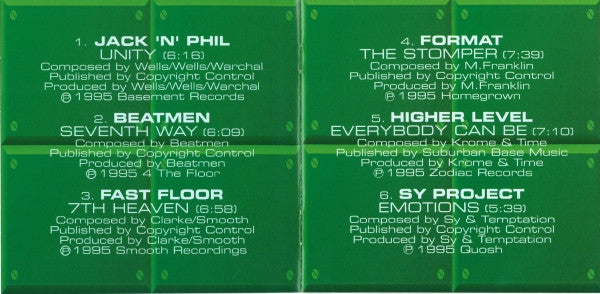 1. JACK 'N' PHIL
UNITY (6:16)
Composed by Wells/Wells/Warchal
Published by Copyright Control
Produced by Wells/Wells/Warchal
℗ 1995 Basement Records
2. BEATMEN
SEVENTH WAY (6:09)
Composed by Beatmen
Published by Copyright Control
Produced by Beatmen
℗ 1995 4 The Floor
3. FAST FLOOR
7TH HEAVEN (6:58)
Composed by Clarke/Smooth
Published by Copyright Control
Produced by Clarke/Smooth
℗ 1995 Smooth Recordings
4. FORMAT
THE STOMPER (7:39)
Composed by M.Franklin
Published by Copyright Control
Produced by M.Franklin
℗ 1995 Homegrown
5. HIGHER LEVEL
EVERYBODY CAN BE (7:10)
Composed by Krome & Time
Published by Suburban Base Music
Produced by Krome & Time
℗ 1995 Zodiac Records
6. SY PROJECT
EMOTIONS (5:39)
Composed by Sy & Temptation
Published by Copyright Control
Produced by Sy & Temptation
℗ 1995 Quosh